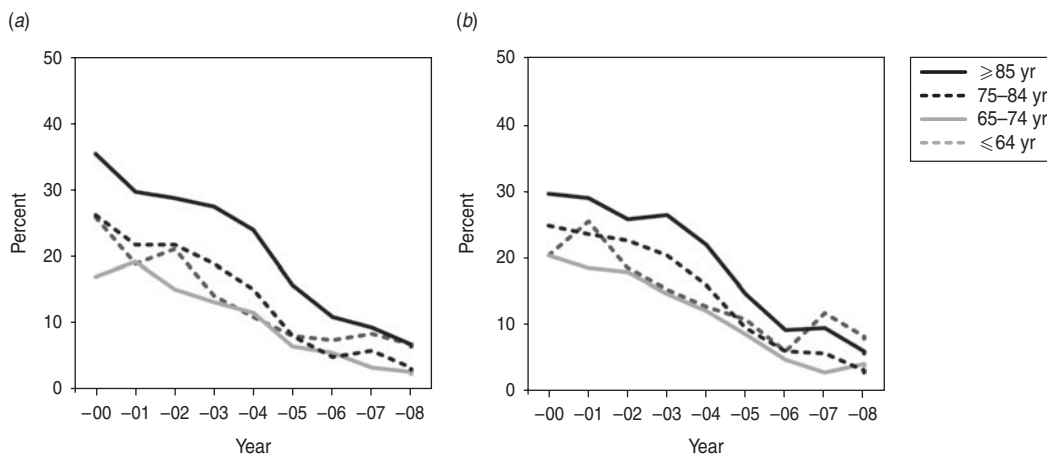 (a)
50
40
30
20
10
0
Percent
–00 –01 –02 –03 –04 –05 –06 –07 –08
Year
(b)
50
40
30
20
10
0
Percent
–00 –01 –02 –03 –04 –05 –06 –07 –08
Year
⩾85 yr
75–84 yr
65–74 yr
⩽64 yr